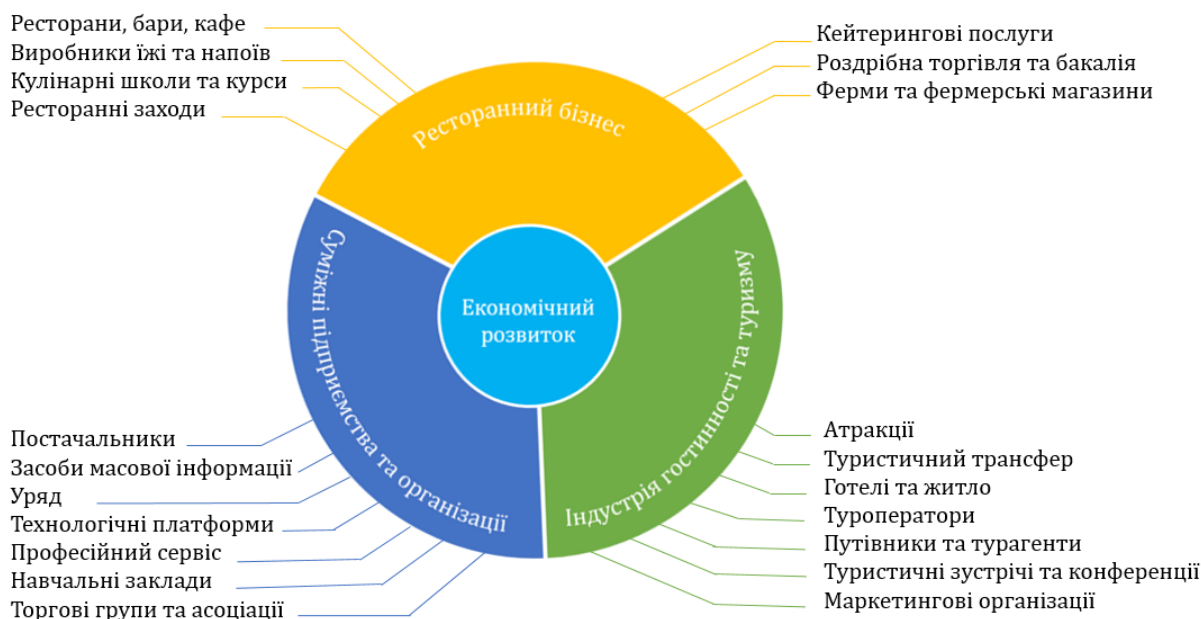 Ресторани, бари, кафе
Виробники їжі та напоїв
Кулінарні школи та курси
Ресторанні заходи
Кейтерингові послуги
Роздрібна торгівля та бакалія
Ферми та фермерські магазини
Ресторанний бізнес
Суміжні підприємства та організації
Економічний
розвиток
Індустрія гостинності та туризму
Постачальники
Засоби масової інформації
Уряд
Технологічні платформи
Професійний сервіс
Навчальні заклади
Торгові групи та асоціації
Атракції
Туристичний трансфер
Готелі та житло
Туроператори
Путівники та турагенти
Туристичні зустрічі та конференції
Маркетингові організації